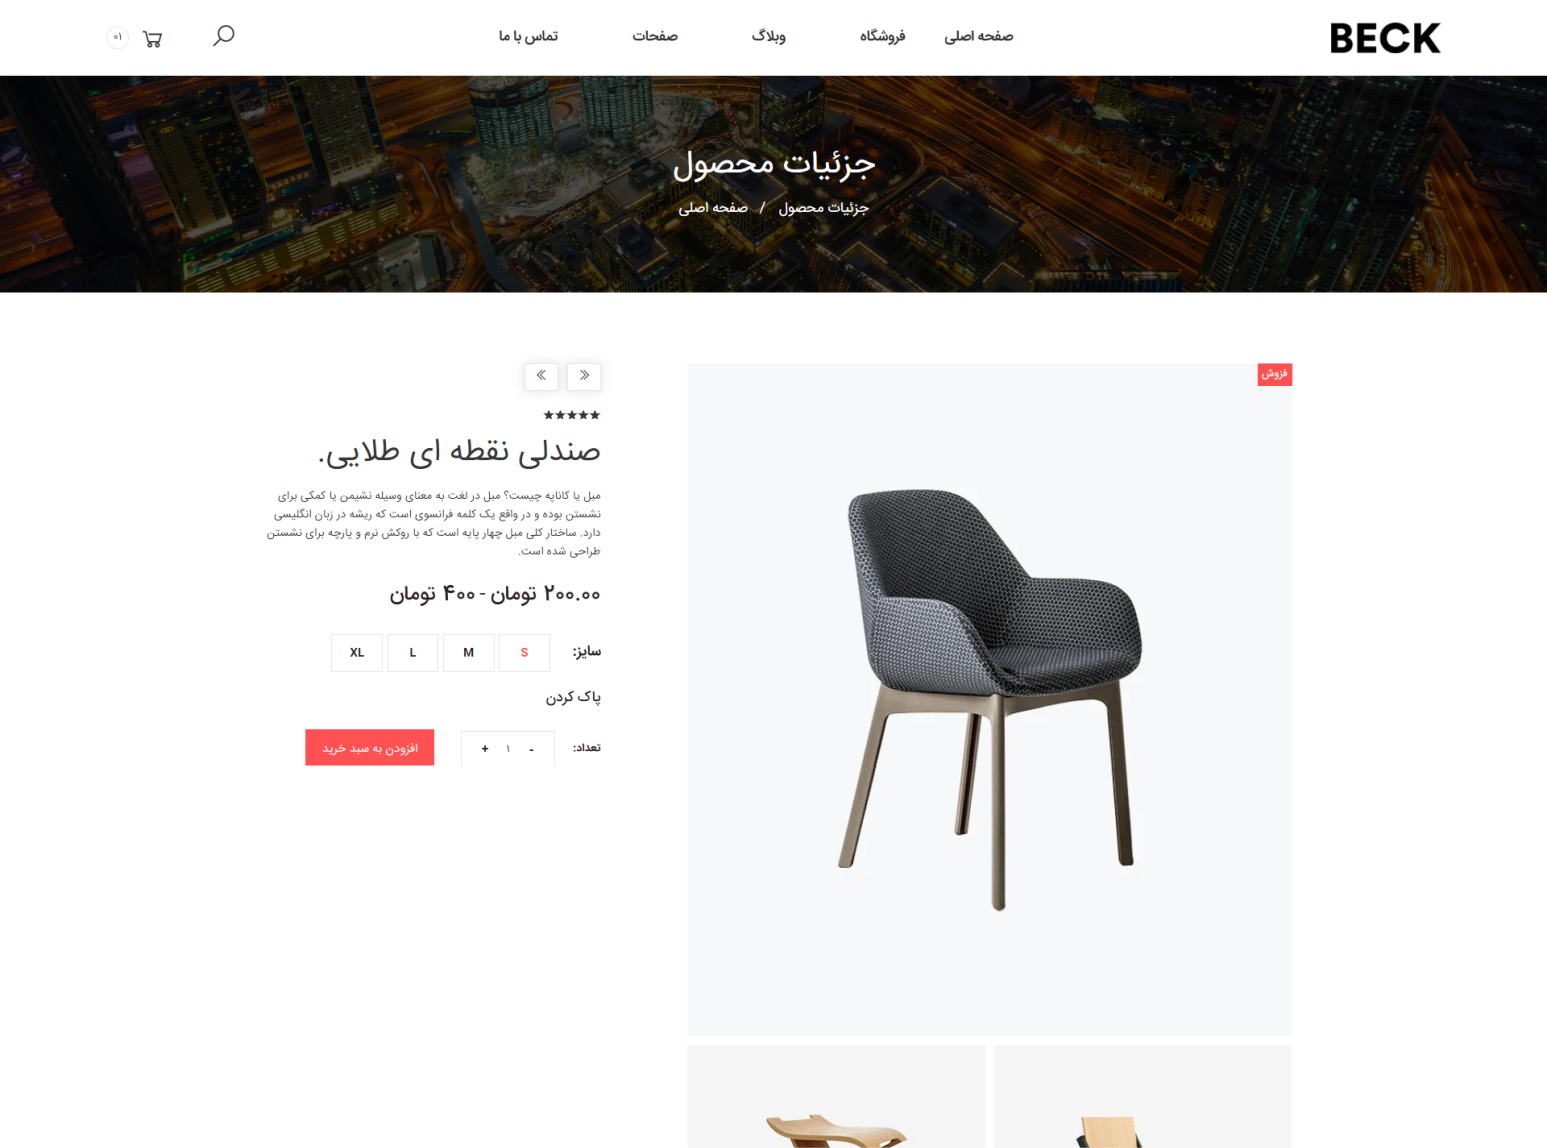 BECK
صفحه اصلی
فروشگاه
وبلاگ
صفحات
تماس با ما
۰۱
جزئیات محصول
جزئیات محصول / صفحه اصلی
فروش
صندلی نقطه ای طلایی.
مبل یا کاناپه چیست؟ مبل در لغت به معنای وسیله نشیمن یا کمکی برای
نشستن بوده و در واقع یک کلمه فرانسوی است که ریشه در زبان انگلیسی
دارد. ساختار کلی مبل چهار پایه است که با روکش نرم و پارچه برای نشستن
طراحی شده است.
۲۰۰.۰۰ تومان - ۴۰۰ تومان
سایز: S M L XL
پاک کردن
تعداد: - ۱ + افزودن به سبد خرید